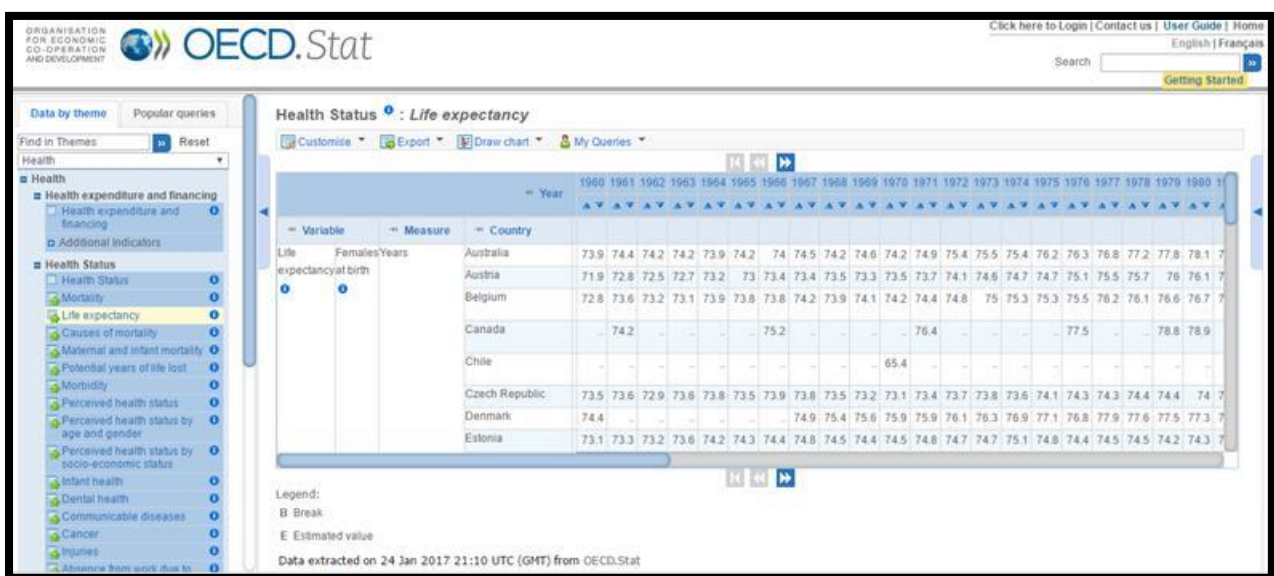 ORGANISATION
FOR ECONOMIC
CO-OPERATION
AND DEVELOPMENT
OECD.Stat
Click here to Login | Contact us | User Guide | Home
English | Français
Search
Getting Started
Data by theme Popular queries
Find in Themes Reset
Health
Health
Health expenditure and financing
Health expenditure and
financing
Additional Indicators
Health Status
Health Status
Mortality
Life expectancy
Causes of mortality
Maternal and infant mortality
Potential years of life lost
Morbidity
Perceived health status
Perceived health status by
age and gender
Perceived health status by
socio-economic status
Infant health
Dental health
Communicable diseases
Cancer
Injuries
Absence from work due to
Health Status : Life expectancy
Customise Export Draw chart My Queries
Year 1960 1961 1962 1963 1964 1965 1966 1967 1968 1969 1970 1971 1972 1973 1974 1975 1976 1977 1978 1979 1980
Variable Measure Country
Life expectancy Females at birth Years
Australia 73.9 74.4 74.2 74.2 73.9 74.2 74 74.5 74.2 74.6 74.2 74.9 75.4 75.5 75.4 76.2 76.3 76.8 77.2 77.8 78.1 7
Austria 71.9 72.8 72.5 72.7 73.2 73 73.4 73.4 73.5 73.3 73.5 73.7 74.1 74.6 74.7 74.7 75.1 75.5 75.7 76 76.1 7
Belgium 72.8 73.6 73.2 73.1 73.9 73.8 73.8 74.2 73.9 74.1 74.2 74.4 74.8 75 75.3 75.3 75.5 76.2 76.1 76.6 76.7 7
Canada .. 74.2 .. .. .. .. 75.2 .. .. .. .. 76.4 .. .. .. .. 77.5 .. .. 78.8 78.9
Chile .. .. .. .. .. .. .. .. .. .. 65.4 .. .. .. .. .. .. .. .. .. ..
Czech Republic 73.5 73.6 72.9 73.6 73.8 73.5 73.9 73.8 73.5 73.2 73.1 73.4 73.7 73.8 73.6 74.1 74.3 74.3 74.4 74.4 74 7
Denmark 74.4 .. .. .. .. .. .. 74.9 75.4 75.6 75.9 75.9 76.1 76.3 76.9 77.1 76.8 77.9 77.6 77.5 77.3 7
Estonia 73.1 73.3 73.2 73.6 74.2 74.3 74.4 74.8 74.5 74.4 74.5 74.8 74.7 74.7 75.1 74.8 74.4 74.5 74.5 74.2 74.3 7
Legend:
B Break
E Estimated value
Data extracted on 24 Jan 2017 21:10 UTC (GMT) from OECD.Stat